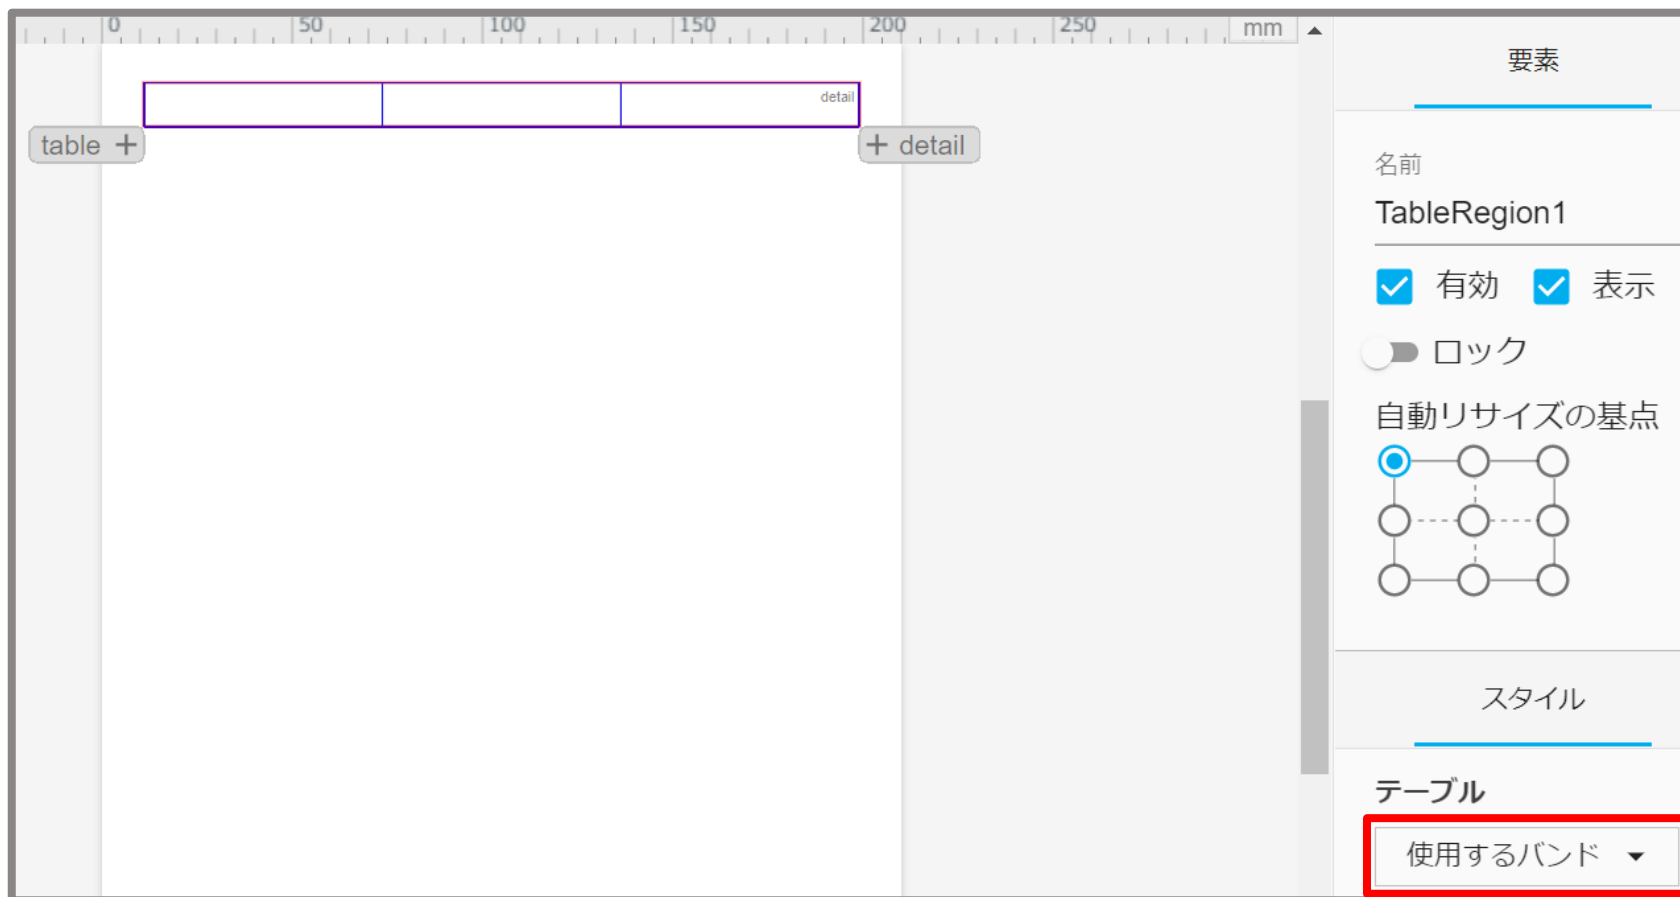 0 50 100 150 200 250 mm
detail
table +
+ detail
要素
名前
TableRegion1
有効 表示
ロック
自動リサイズの基点
スタイル
テーブル
使用するバンド